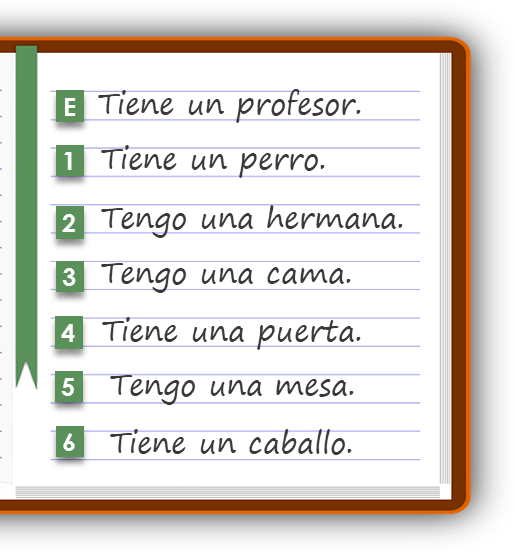 E Tiene un profesor.
1 Tiene un perro.
2 Tengo una hermana.
3 Tengo una cama.
4 Tiene una puerta.
5 Tengo una mesa.
6 Tiene un caballo.